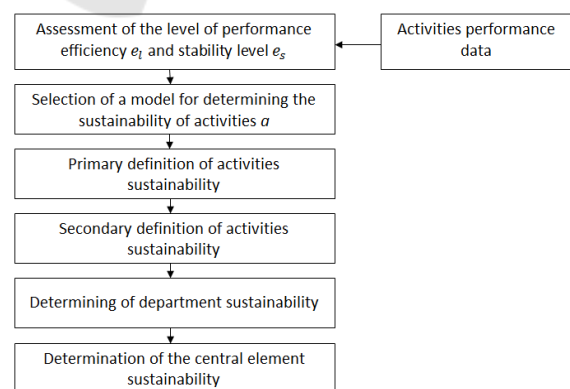 Assessment of the level of performance
efficiency eₗ and stability level eₛ
Activities performance
data
Selection of a model for determining the
sustainability of activities a
Primary definition of activities
sustainability
Secondary definition of activities
sustainability
Determining of department sustainability
Determination of the central element
sustainability